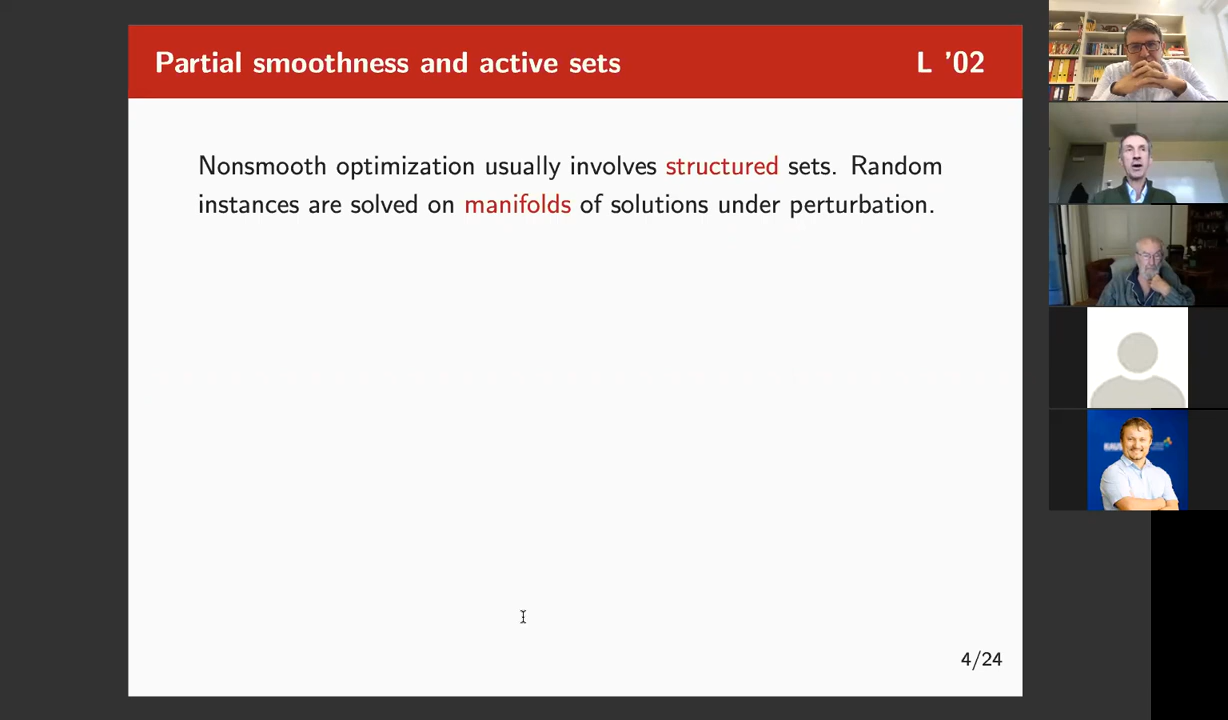 Partial smoothness and active sets L '02
Nonsmooth optimization usually involves structured sets. Random
instances are solved on manifolds of solutions under perturbation.
4/24